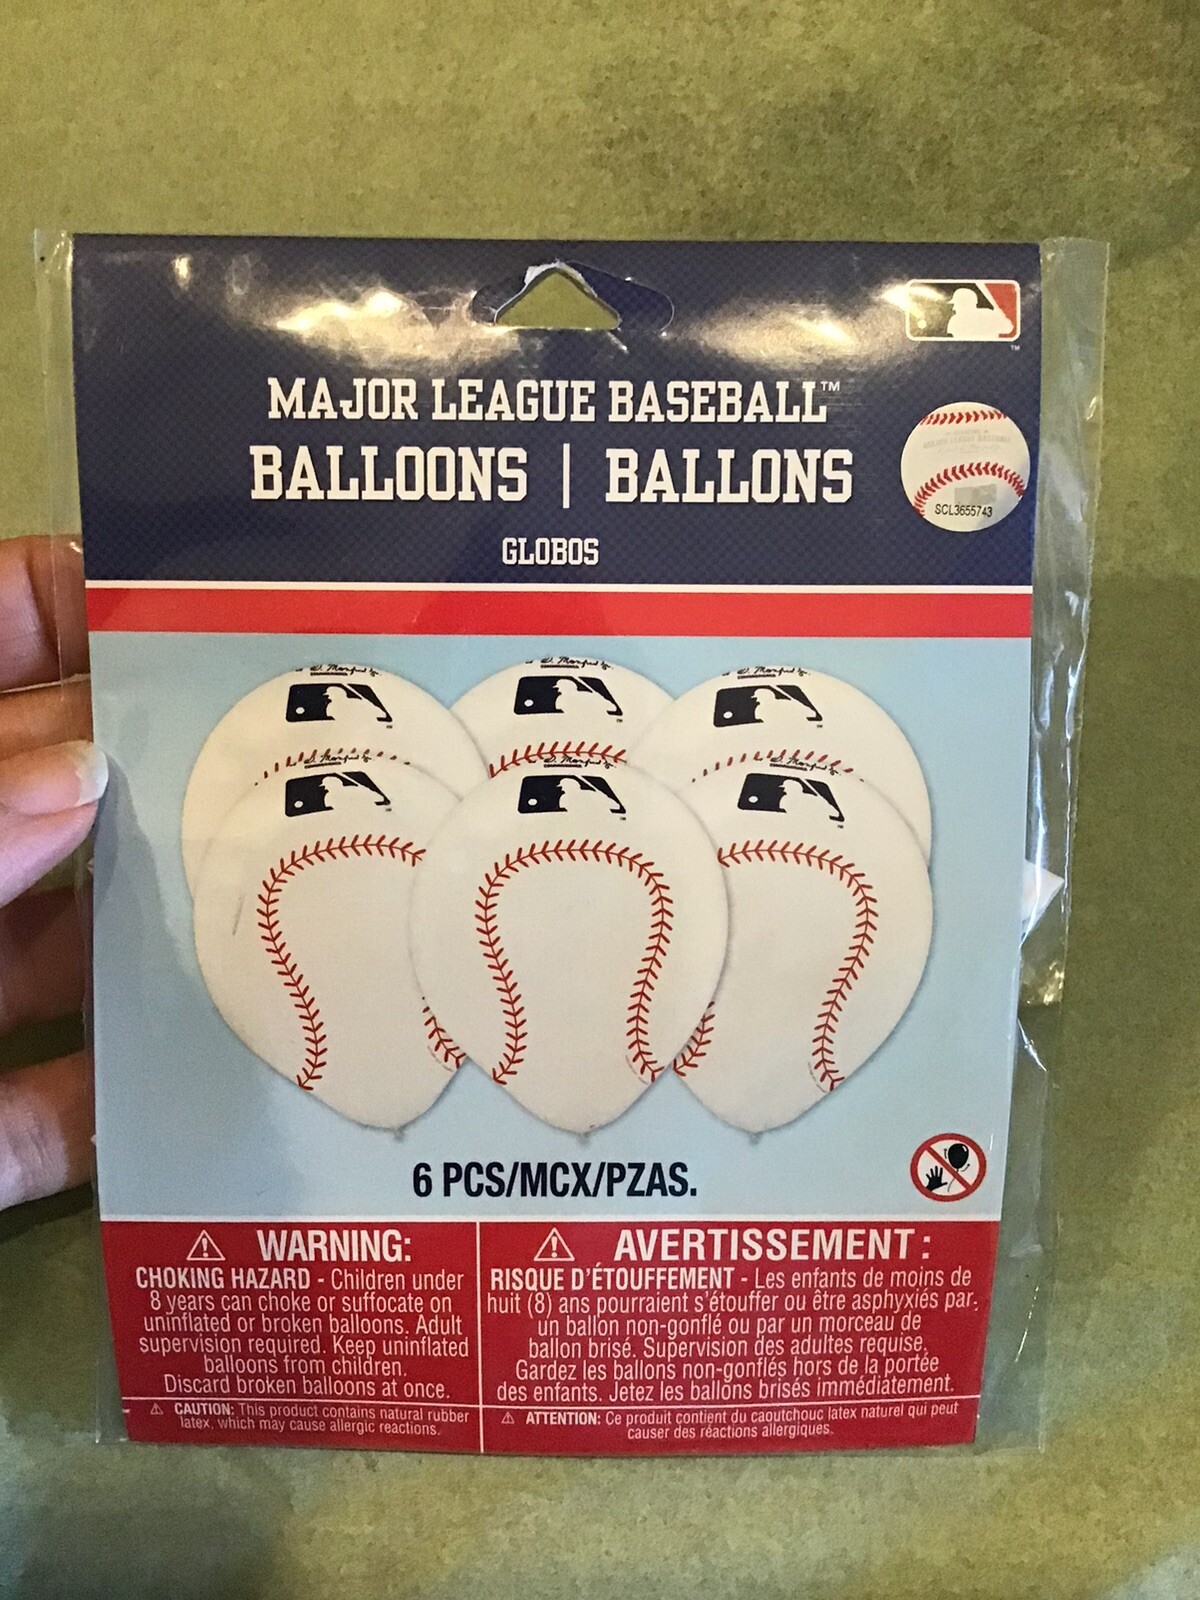 MAJOR LEAGUE BASEBALL™
BALLOONS | BALLONS
GLOBOS
SCL3655743
6 PCS/MCX/PZAS.
⚠ WARNING:
CHOKING HAZARD - Children under
8 years can choke or suffocate on
uninflated or broken balloons. Adult
supervision required. Keep uninflated
balloons from children.
Discard broken balloons at once.
⚠ CAUTION: This product contains natural rubber
latex, which may cause allergic reactions.
⚠ AVERTISSEMENT :
RISQUE D'ÉTOUFFEMENT - Les enfants de moins de
huit (8) ans pourraient s'étouffer ou être asphyxiés par
un ballon non-gonflé ou par un morceau de
ballon brisé. Supervision des adultes requise.
Gardez les ballons non-gonflés hors de la portée
des enfants. Jetez les ballons brisés immédiatement.
⚠ ATTENTION: Ce produit contient du caoutchouc latex naturel qui peut
causer des réactions allergiques.